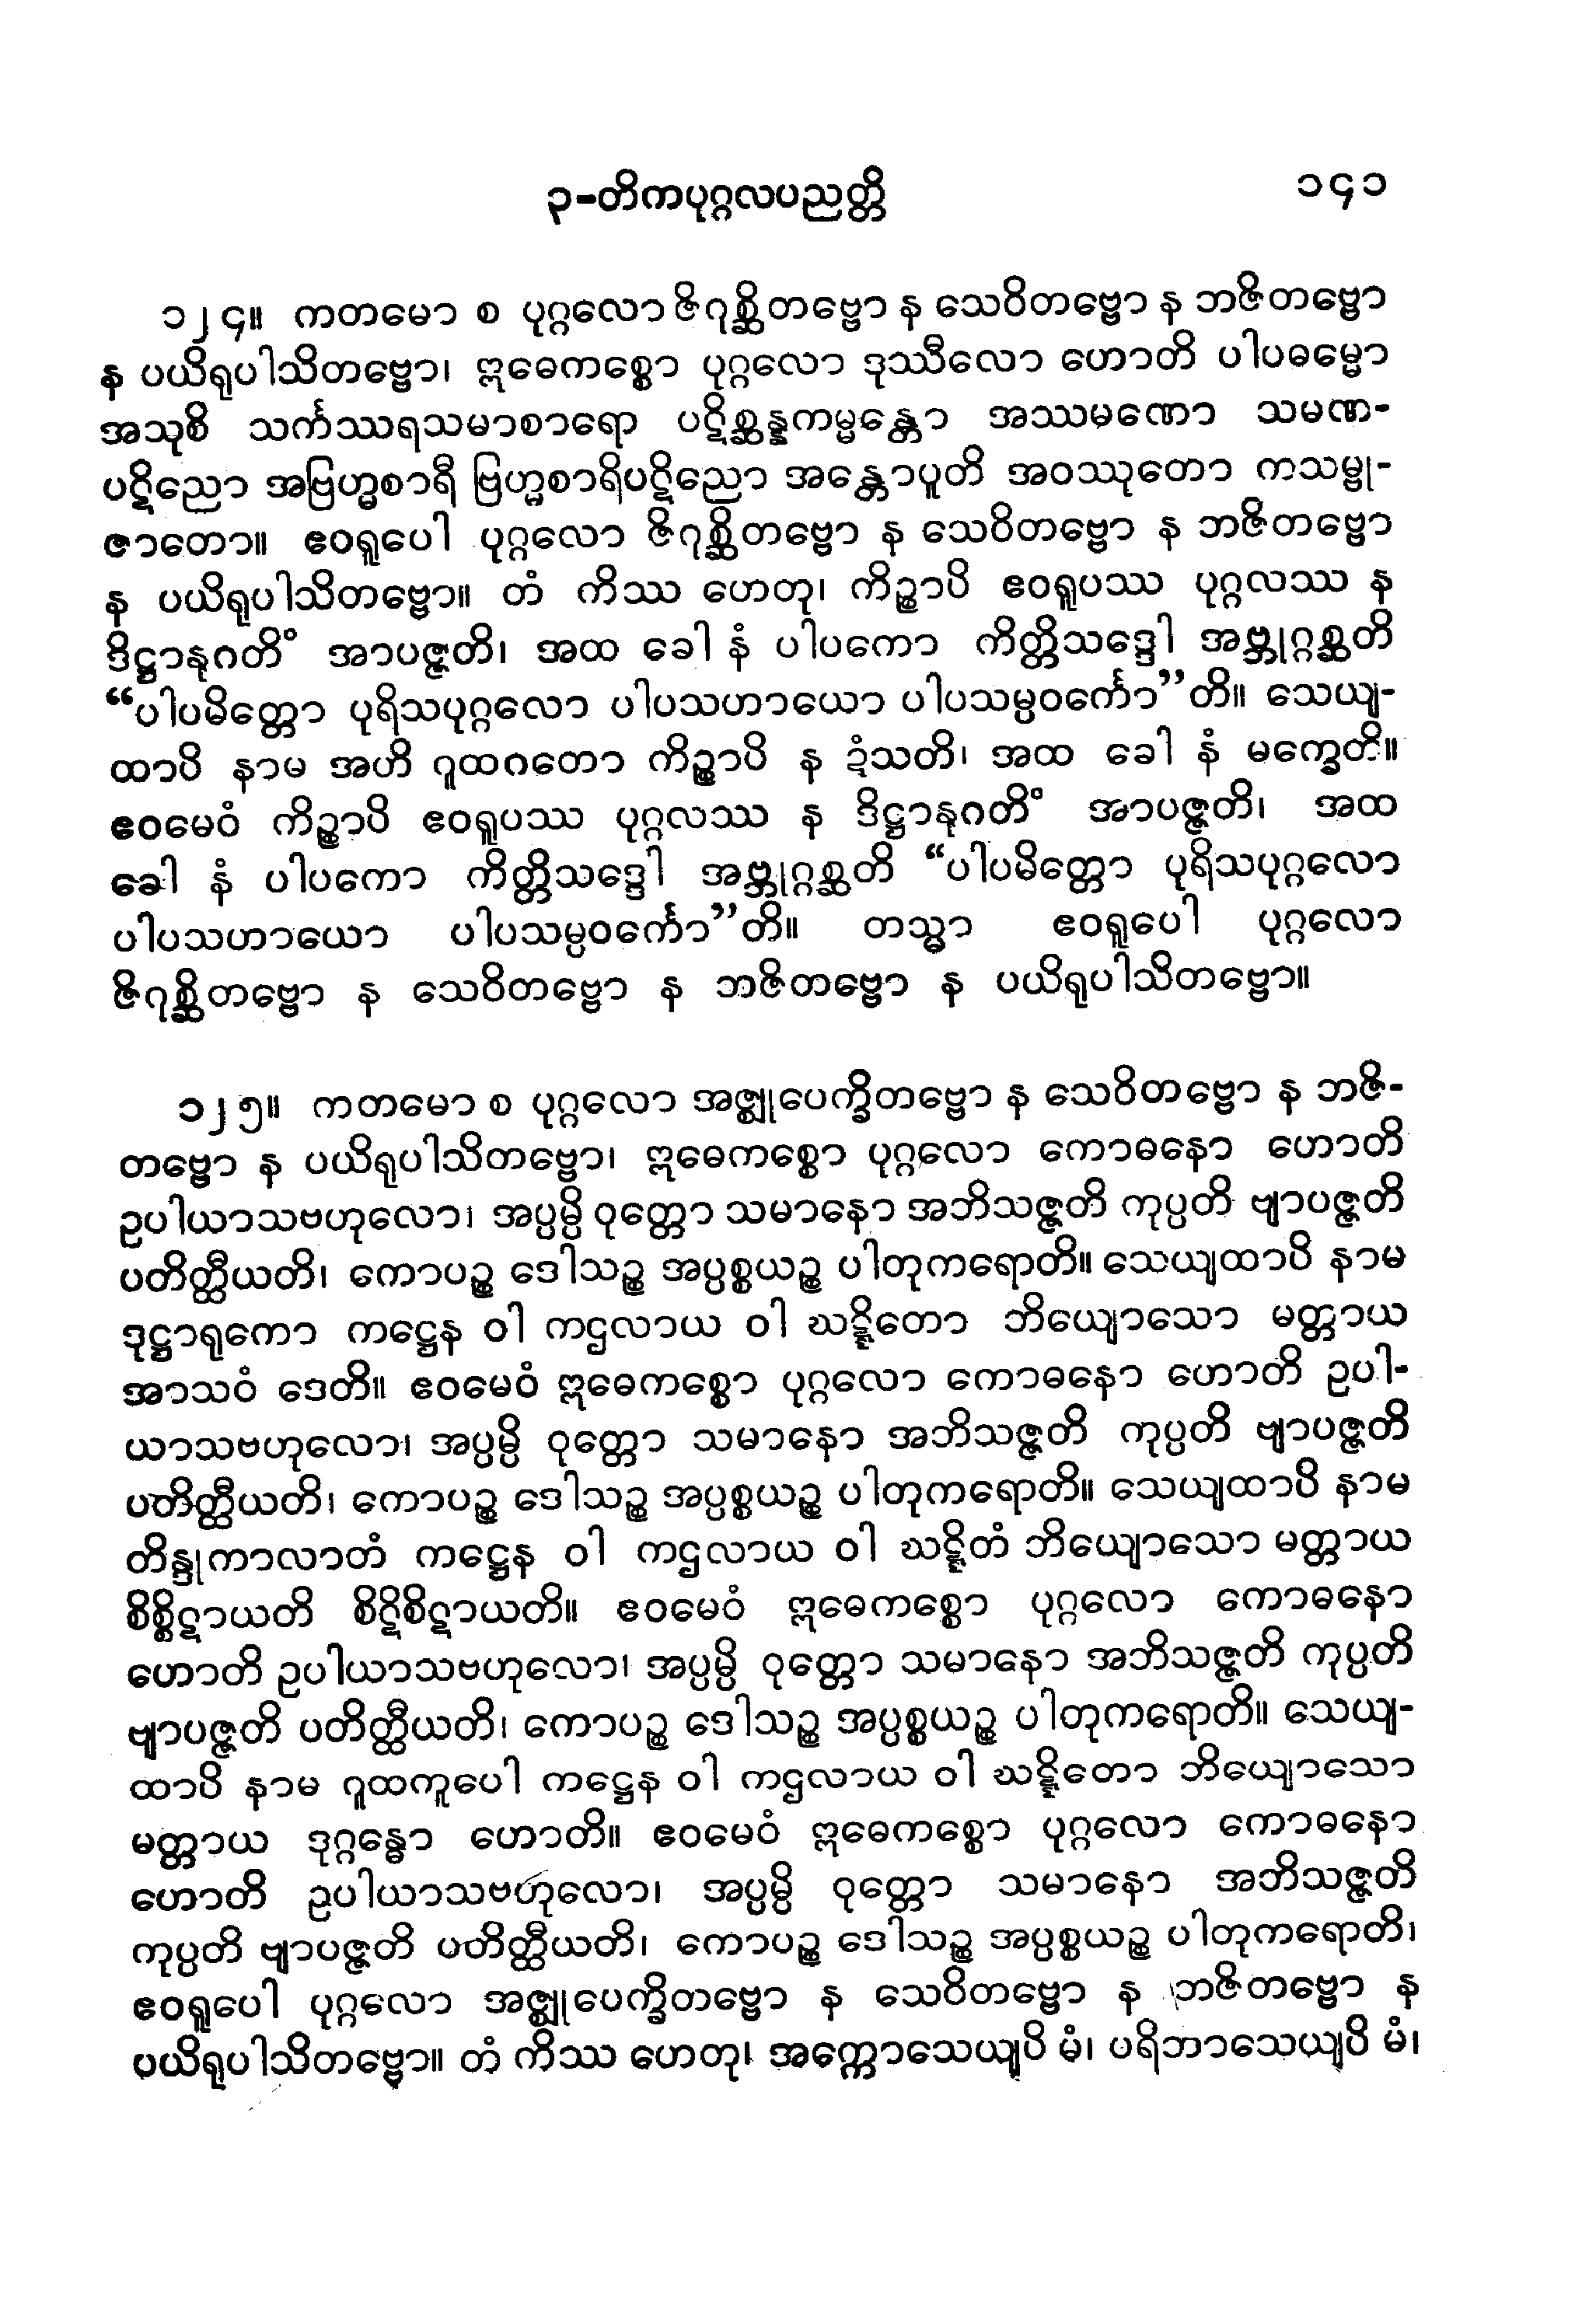 ၃-တိကပုဂ္ဂလပညတ္တိ ၁၄၁
၁၂၄။ ကတမော စ ပုဂ္ဂလော ဇိဂုစ္ဆိတဗ္ဗော န သေဝိတဗ္ဗော န ဘဇိတဗ္ဗော
န ပယိရုပါသိတဗ္ဗော၊ ဣဓေကစ္စော ပုဂ္ဂလော ဒုဿီလော ဟောတိ ပါပဓမ္မော
အသုစိ သင်္ကဿရသမာစာရော ပဋိစ္ဆန္နကမ္မန္တော အဿမဏော သမဏ-
ပဋိညော အဗြဟ္မစာရီ ဗြဟ္မစာရိပဋိညော အန္တောပူတိ အဝဿုတော ကသမ္ဗု-
ဇာတော။ ဧဝရူပေါ ပုဂ္ဂလော ဇိဂုစ္ဆိတဗ္ဗော န သေဝိတဗ္ဗော န ဘဇိတဗ္ဗော
န ပယိရုပါသိတဗ္ဗော။ တံ ကိဿ ဟေတု၊ ကိဉ္စာပိ ဧဝရူပဿ ပုဂ္ဂလဿ န
ဒိဋ္ဌာနုဂတိံ အာပဇ္ဇတိ၊ အထ ခေါ နံ ပါပကော ကိတ္တိသဒ္ဒေါ အဗ္ဘုဂ္ဂစ္ဆတိ
“ပါပမိတ္တော ပုရိသပုဂ္ဂလော ပါပသဟာယော ပါပသမ္ပဝင်္ကော”တိ။ သေယျ-
ထာပိ နာမ အဟိ ဂူထဂတော ကိဉ္စာပိ န ဍံသတိ၊ အထ ခေါ နံ မက္ခေတိ။
ဧဝမေဝံ ကိဉ္စာပိ ဧဝရူပဿ ပုဂ္ဂလဿ န ဒိဋ္ဌာနုဂတိံ အာပဇ္ဇတိ၊ အထ
ခေါ နံ ပါပကော ကိတ္တိသဒ္ဒေါ အဗ္ဘုဂ္ဂစ္ဆတိ “ပါပမိတ္တော ပုရိသပုဂ္ဂလော
ပါပသဟာယော ပါပသမ္ပဝင်္ကော”တိ။ တသ္မာ ဧဝရူပေါ ပုဂ္ဂလော
ဇိဂုစ္ဆိတဗ္ဗော န သေဝိတဗ္ဗော န ဘဇိတဗ္ဗော န ပယိရုပါသိတဗ္ဗော။
၁၂၅။ ကတမော စ ပုဂ္ဂလော အဇ္ဈုပေက္ခိတဗ္ဗော န သေဝိတဗ္ဗော န ဘဇိ-
တဗ္ဗော န ပယိရုပါသိတဗ္ဗော၊ ဣဓေကစ္စော ပုဂ္ဂလော ကောဓနော ဟောတိ
ဥပါယာသဗဟုလော၊ အပ္ပမ္ပိ ဝုတ္တော သမာနော အဘိသဇ္ဇတိ ကုပ္ပတိ ဗျာပဇ္ဇတိ
ပတိတ္ထီယတိ၊ ကောပဉ္စ ဒေါသဉ္စ အပ္ပစ္စယဉ္စ ပါတုကရောတိ။ သေယျထာပိ နာမ
ဒုဋ္ဌာရုကော ကဋ္ဌေန ဝါ ကဌလာယ ဝါ ဃဋ္ဋိတော ဘိယျောသော မတ္တာယ
အာသဝံ ဒေတိ။ ဧဝမေဝံ ဣဓေကစ္စော ပုဂ္ဂလော ကောဓနော ဟောတိ ဥပါ-
ယာသဗဟုလော၊ အပ္ပမ္ပိ ဝုတ္တော သမာနော အဘိသဇ္ဇတိ ကုပ္ပတိ ဗျာပဇ္ဇတိ
ပတိတ္ထီယတိ၊ ကောပဉ္စ ဒေါသဉ္စ အပ္ပစ္စယဉ္စ ပါတုကရောတိ။ သေယျထာပိ နာမ
တိန္ဒုကာလာတံ ကဋ္ဌေန ဝါ ကဌလာယ ဝါ ဃဋ္ဋိတံ ဘိယျောသော မတ္တာယ
စိစ္စိဋာယတိ စိဋိစိဋာယတိ။ ဧဝမေဝံ ဣဓေကစ္စော ပုဂ္ဂလော ကောဓနော
ဟောတိ ဥပါယာသဗဟုလော၊ အပ္ပမ္ပိ ဝုတ္တော သမာနော အဘိသဇ္ဇတိ ကုပ္ပတိ
ဗျာပဇ္ဇတိ ပတိတ္ထီယတိ၊ ကောပဉ္စ ဒေါသဉ္စ အပ္ပစ္စယဉ္စ ပါတုကရောတိ။ သေယျ-
ထာပိ နာမ ဂူထကူပေါ ကဋ္ဌေန ဝါ ကဌလာယ ဝါ ဃဋ္ဋိတော ဘိယျောသော
မတ္တာယ ဒုဂ္ဂန္ဓော ဟောတိ။ ဧဝမေဝံ ဣဓေကစ္စော ပုဂ္ဂလော ကောဓနော
ဟောတိ ဥပါယာသဗဟုလော၊ အပ္ပမ္ပိ ဝုတ္တော သမာနော အဘိသဇ္ဇတိ
ကုပ္ပတိ ဗျာပဇ္ဇတိ ပတိတ္ထီယတိ၊ ကောပဉ္စ ဒေါသဉ္စ အပ္ပစ္စယဉ္စ ပါတုကရောတိ၊
ဧဝရူပေါ ပုဂ္ဂလော အဇ္ဈုပေက္ခိတဗ္ဗော န သေဝိတဗ္ဗော န ဘဇိတဗ္ဗော န
ပယိရုပါသိတဗ္ဗော။ တံ ကိဿ ဟေတု၊ အက္ကောသေယျပိ မံ၊ ပရိဘာသေယျပိ မံ၊